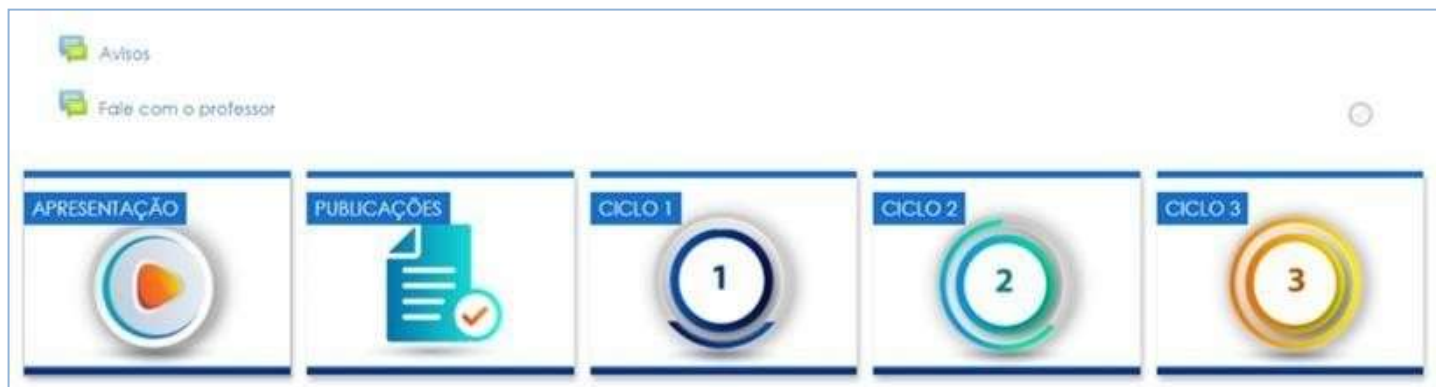 Avisos
Fale com o professor
APRESENTAÇÃO
PUBLICAÇÕES
CICLO 1
CICLO 2
CICLO 3
1
2
3